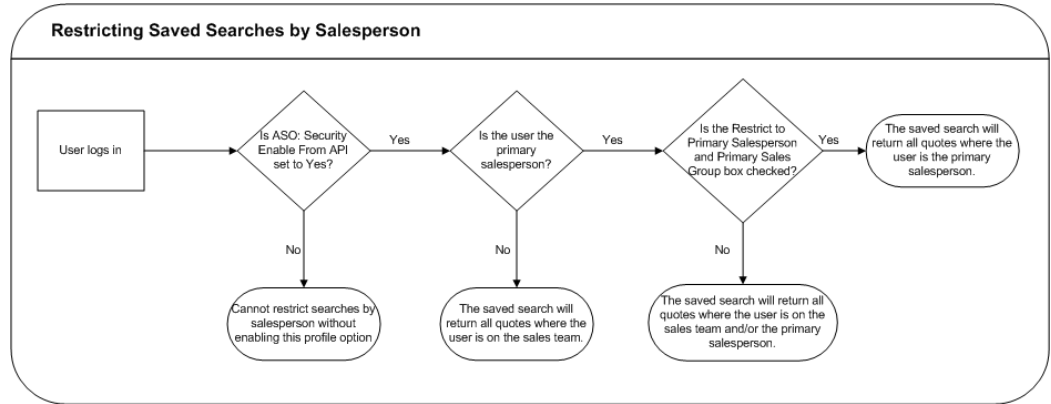 Restricting Saved Searches by Salesperson
User logs in
Is ASO: Security
Enable From API
set to Yes?
Yes
Is the user the
primary
salesperson?
Yes
Is the Restrict to
Primary Salesperson
and Primary Sales
Group box checked?
Yes
The saved search will
return all quotes where the
user is the primary
salesperson.
No
No
No
Cannot restrict searches by
salesperson without
enabling this profile option
The saved search will
return all quotes where the
user is on the sales team.
The saved search will return all
quotes where the user is on the
sales team and/or the primary
salesperson.